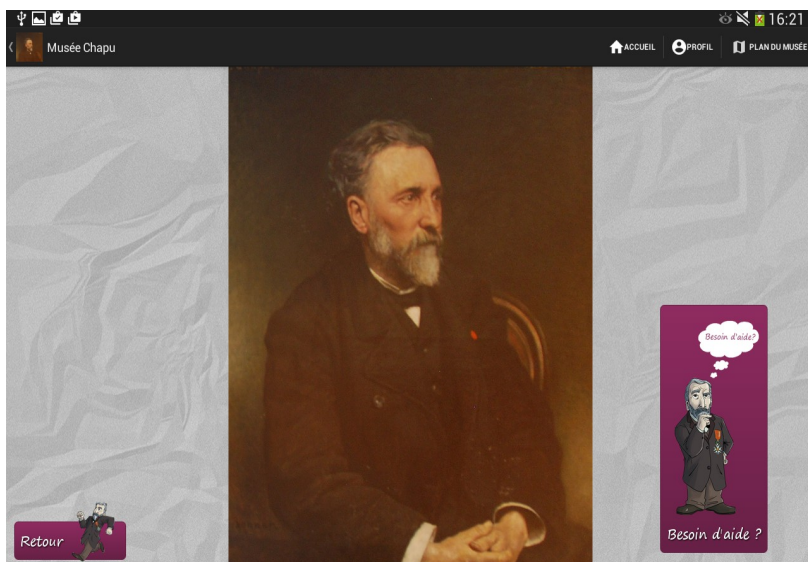 16:21
Musée Chapu
ACCUEIL
PROFIL
PLAN DU MUSÉE
Besoin d'aide?
Besoin d'aide ?
Retour